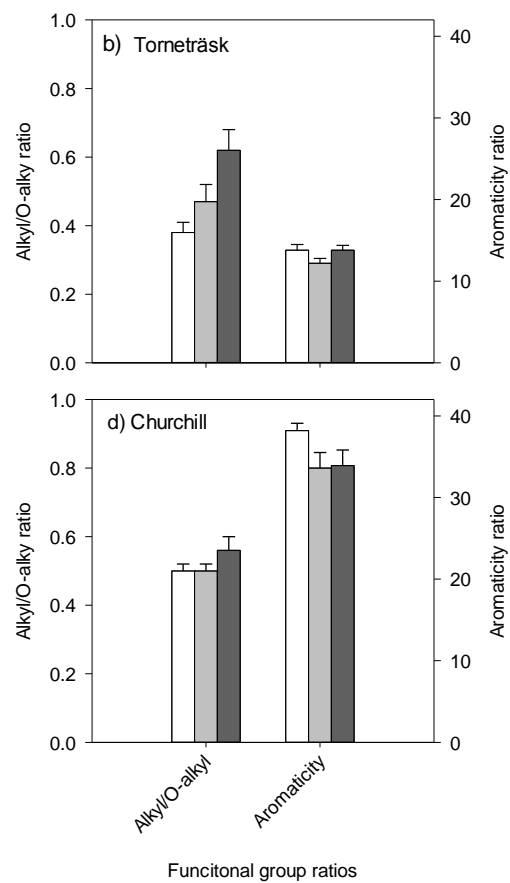 b) Torneträsk
Alkyl/O-alky ratio
1.0
0.8
0.6
0.4
0.2
0.0
40
30
20
10
0
Aromaticity ratio
d) Churchill
Alkyl/O-alky ratio
1.0
0.8
0.6
0.4
0.2
0.0
40
30
20
10
0
Aromaticity ratio
Alkyl/O-alkyl
Aromaticity
Funcitonal group ratios